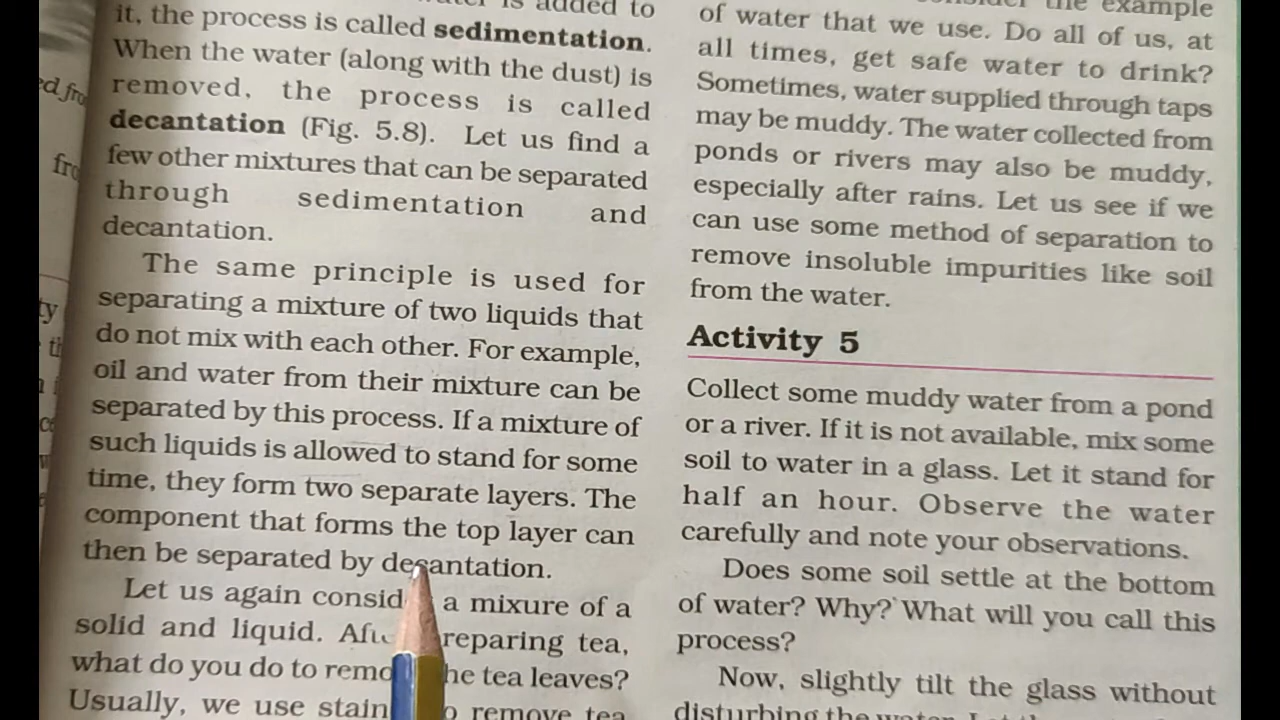 it, the process is called sedimentation.
When the water (along with the dust) is
removed, the process is called
decantation (Fig. 5.8). Let us find a
few other mixtures that can be separated
through sedimentation and
decantation.
The same principle is used for
separating a mixture of two liquids that
do not mix with each other. For example,
oil and water from their mixture can be
separated by this process. If a mixture of
such liquids is allowed to stand for some
time, they form two separate layers. The
component that forms the top layer can
then be separated by decantation.
Let us again a mixure of a
solid and liquid. reparing tea,
what do you do to he tea leaves?
Usually, we use remove tea
the example
of water that we use. Do all of us, at
all times, get safe water to drink?
Sometimes, water supplied through taps
may be muddy. The water collected from
ponds or rivers may also be muddy,
especially after rains. Let us see if we
can use some method of separation to
remove insoluble impurities like soil
from the water.
Activity 5
Collect some muddy water from a pond
or a river. If it is not available, mix some
soil to water in a glass. Let it stand for
half an hour. Observe the water
carefully and note your observations.
Does some soil settle at the bottom
of water? Why? What will you call this
process?
Now, slightly tilt the glass without
disturbing the water.